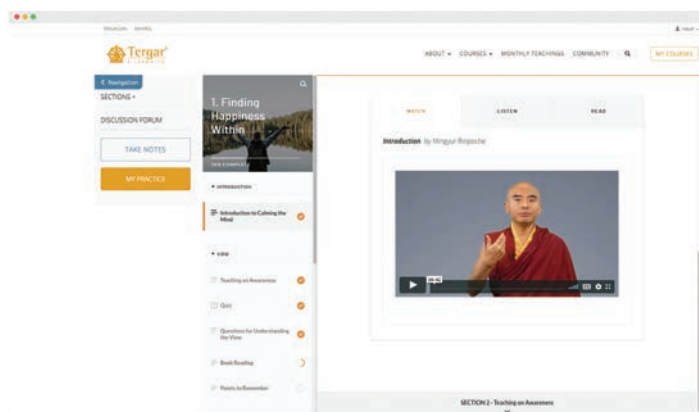 Tergar
ABOUT
COURSES
MONTHLY TEACHINGS
COMMUNITY
MY COURSES
Navigation
SECTIONS
DISCUSSION FORUM
TAKE NOTES
MY PRACTICE
1. Finding
Happiness
Within
INTRODUCTION
Introduction to Calming the
Mind
VIEW
Teaching on Awareness
Quiz
Questions for Understanding
the View
Book Reading
Points to Remember
WATCH
LISTEN
READ
Introduction by Mingyur Rinpoche
SECTION 2 - Teaching on Awareness